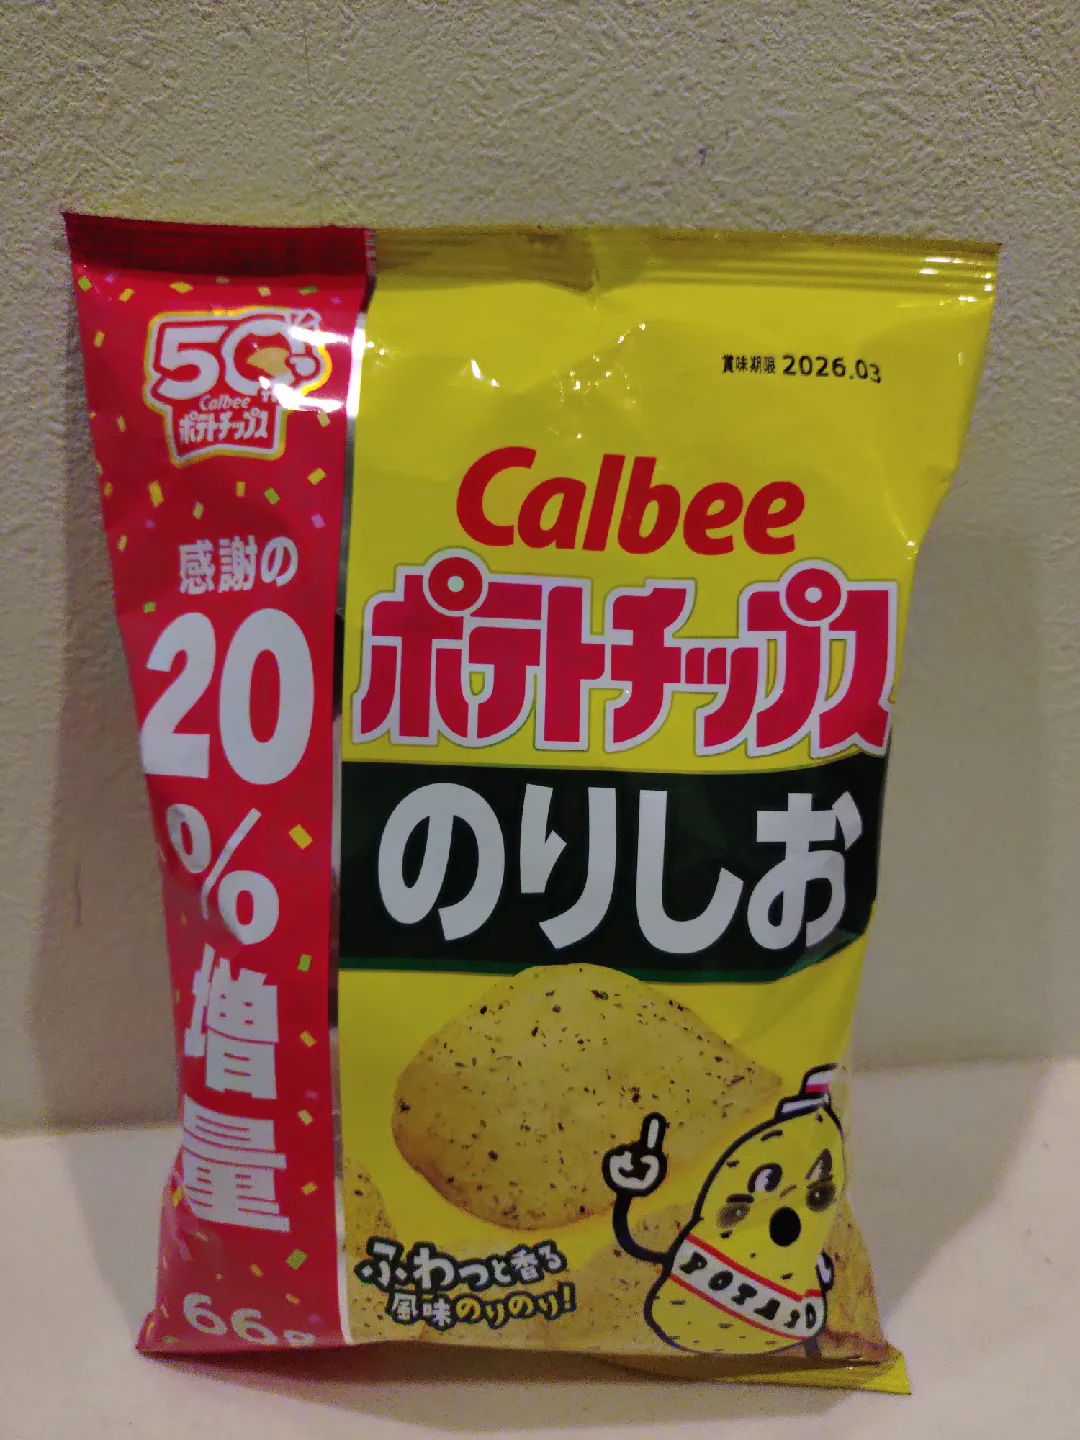 50
TH
Calbee
ポテトチップス
感謝の
20
%
増
量
66g
賞味期限 2026.03
Calbee
ポテトチップス
のりしお
ふわっと香る
風味のりのり!
POTATO